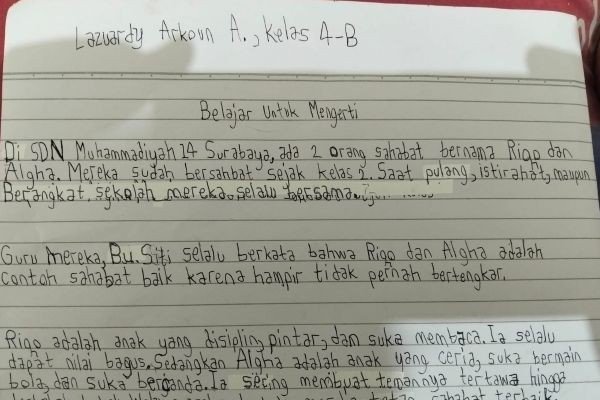 Lazuardy Arkoun A., Kelas 4-B
Belajar Untuk Mengerti
Di SDN Muhammadiyah 14 Surabaya, ada 2 orang sahabat bernama Rigo dan
Algha. Mereka sudah bersahbat sejak kelas 2. Saat pulang, istirahat, maupun
Berangkat sekolah mereka selalu bersama.
Guru mereka, Bu. Siti selalu berkata bahwa Rigo dan Algha adalah
contoh sahabat baik karena hampir tidak pernah bertengkar.
Rigo adalah anak yang disiplin, pintar, dan suka membaca. Ia selalu
dapat nilai bagus. Sedangkan Algha adalah anak yang ceria, suka bermain
bola, dan suka berganda. Ia sering membuat temannya tertawa hingga
sahabat terbaik.